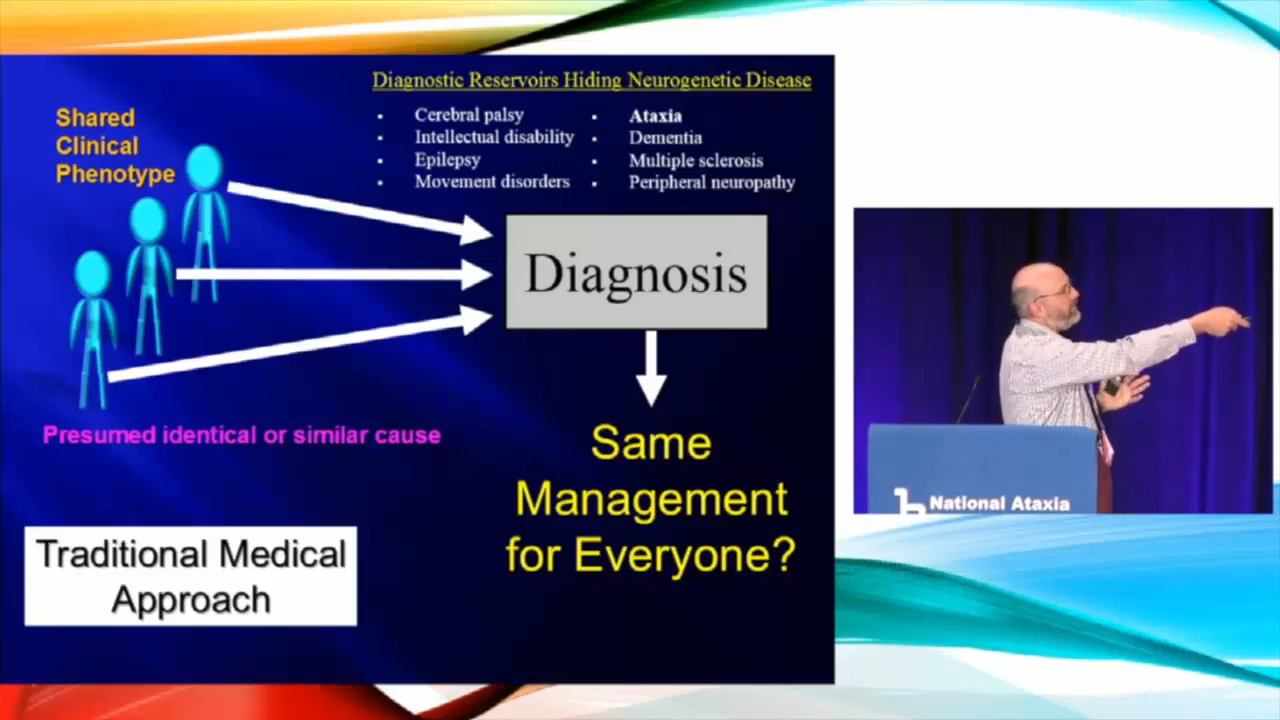 Diagnostic Reservoirs Hiding Neurogenetic Disease
Shared
Clinical
Phenotype
Cerebral palsy
Intellectual disability
Epilepsy
Movement disorders
Ataxia
Dementia
Multiple sclerosis
Peripheral neuropathy
Diagnosis
Presumed identical or similar cause
Same
Management
for Everyone?
Traditional Medical
Approach
National Ataxia